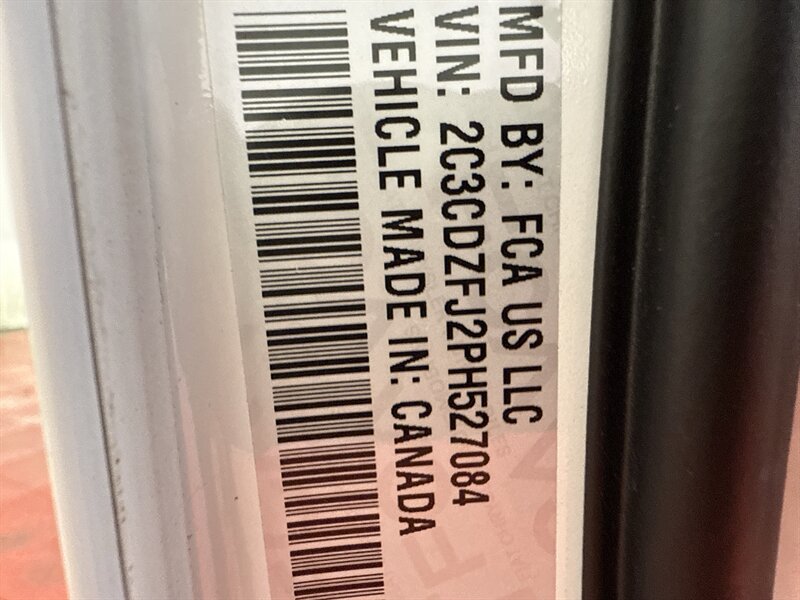 MFD BY: FCA US LLC
VIN: 2C3CDZFJ2PH527084
VEHICLE MADE IN: CANADA